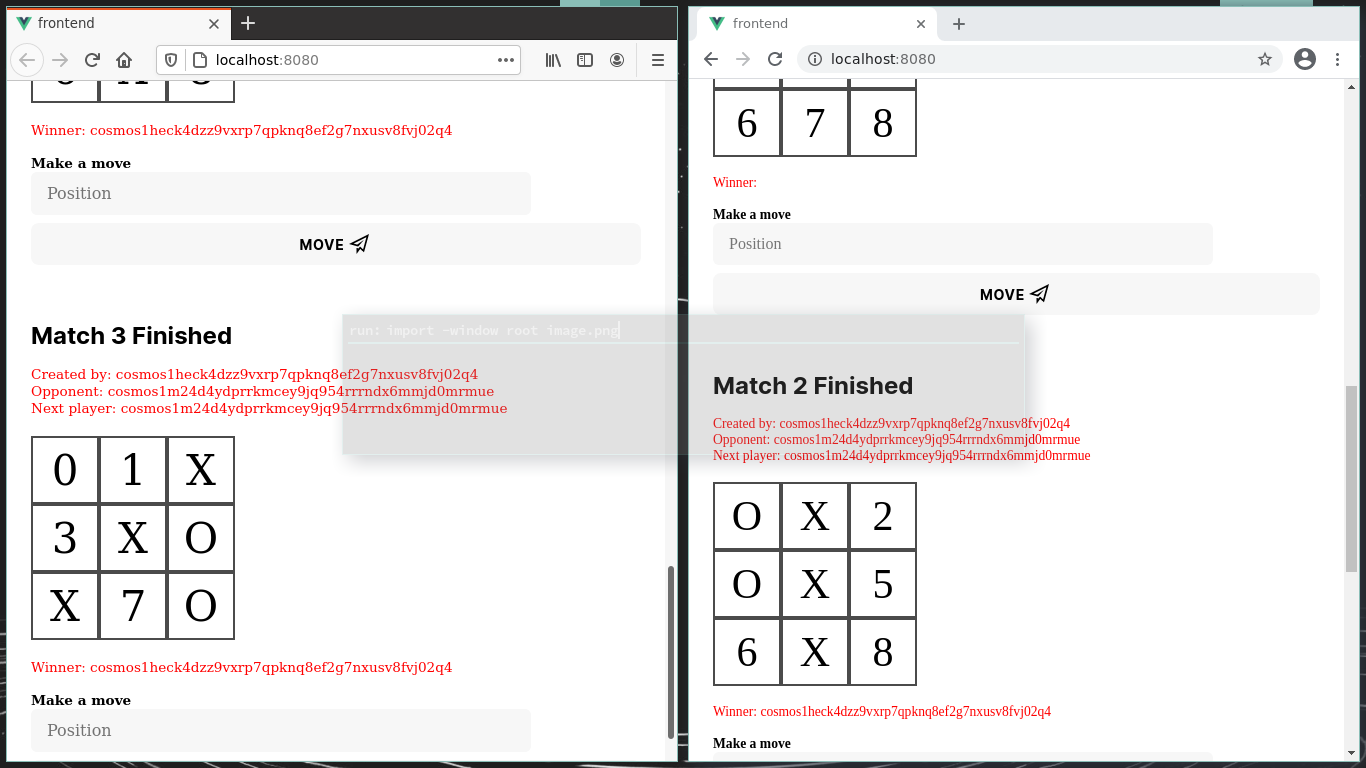 frontend
localhost:8080
Winner: cosmos1heck4dzz9vxrp7qpknq8ef2g7nxusv8fvj02q4
Make a move
Position
MOVE
Match 3 Finished
Created by: cosmos1heck4dzz9vxrp7qpknq8ef2g7nxusv8fvj02q4
Opponent: cosmos1m24d4ydprrkmcey9jq954rrrndx6mmjd0mrmue
Next player: cosmos1m24d4ydprrkmcey9jq954rrrndx6mmjd0mrmue
0 1 X
3 X O
X 7 O
Winner: cosmos1heck4dzz9vxrp7qpknq8ef2g7nxusv8fvj02q4
Make a move
Position
run: import -window root image.png
frontend
localhost:8080
6 7 8
Winner:
Make a move
Position
MOVE
Match 2 Finished
Created by: cosmos1heck4dzz9vxrp7qpknq8ef2g7nxusv8fvj02q4
Opponent: cosmos1m24d4ydprrkmcey9jq954rrrndx6mmjd0mrmue
Next player: cosmos1m24d4ydprrkmcey9jq954rrrndx6mmjd0mrmue
O X 2
O X 5
6 X 8
Winner: cosmos1heck4dzz9vxrp7qpknq8ef2g7nxusv8fvj02q4
Make a move